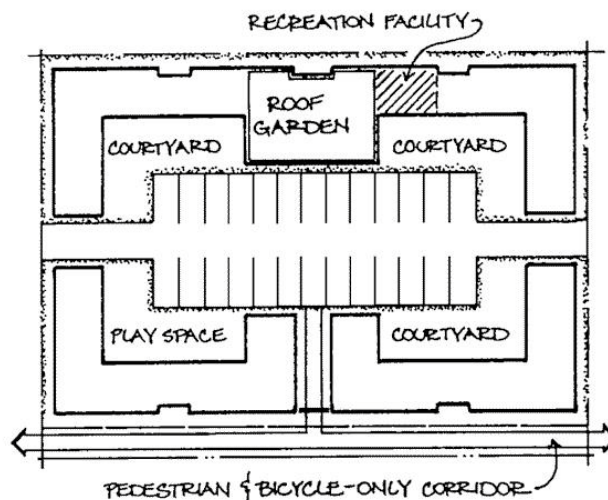 RECREATION FACILITY
ROOF
GARDEN
COURTYARD
COURTYARD
PLAY SPACE
COURTYARD
PEDESTRIAN & BICYCLE-ONLY CORRIDOR